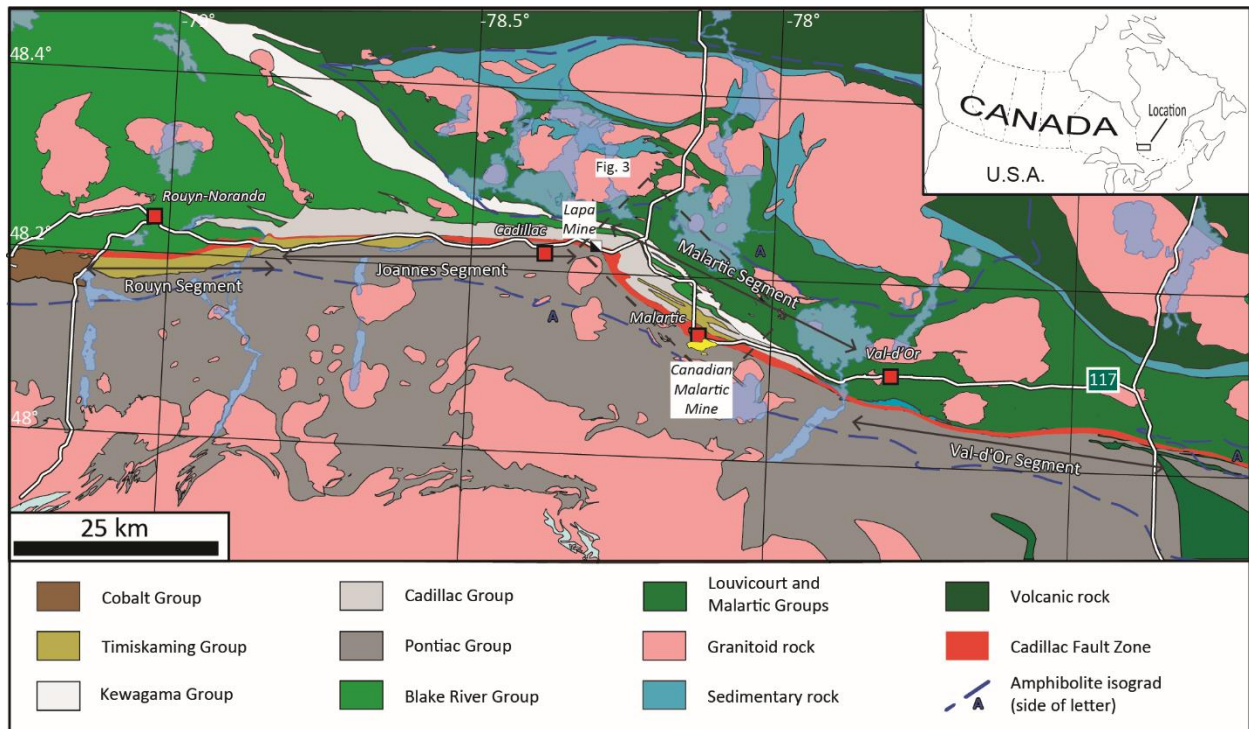 -79°
-78.5°
-78°
48.4°
48.2°
48°
CANADA
Location
U.S.A.
Fig. 3
Rouyn-Noranda
Lapa
Mine
Cadillac
Joannes Segment
Rouyn Segment
Malartic Segment
A
A
Malartic
Val-d'Or
Canadian
Malartic
Mine
117
Val-d'Or Segment
A
25 km
Cobalt Group
Timiskaming Group
Kewagama Group
Cadillac Group
Pontiac Group
Blake River Group
Louvicourt and
Malartic Groups
Granitoid rock
Sedimentary rock
Volcanic rock
Cadillac Fault Zone
Amphibolite isograd
(side of letter)
A